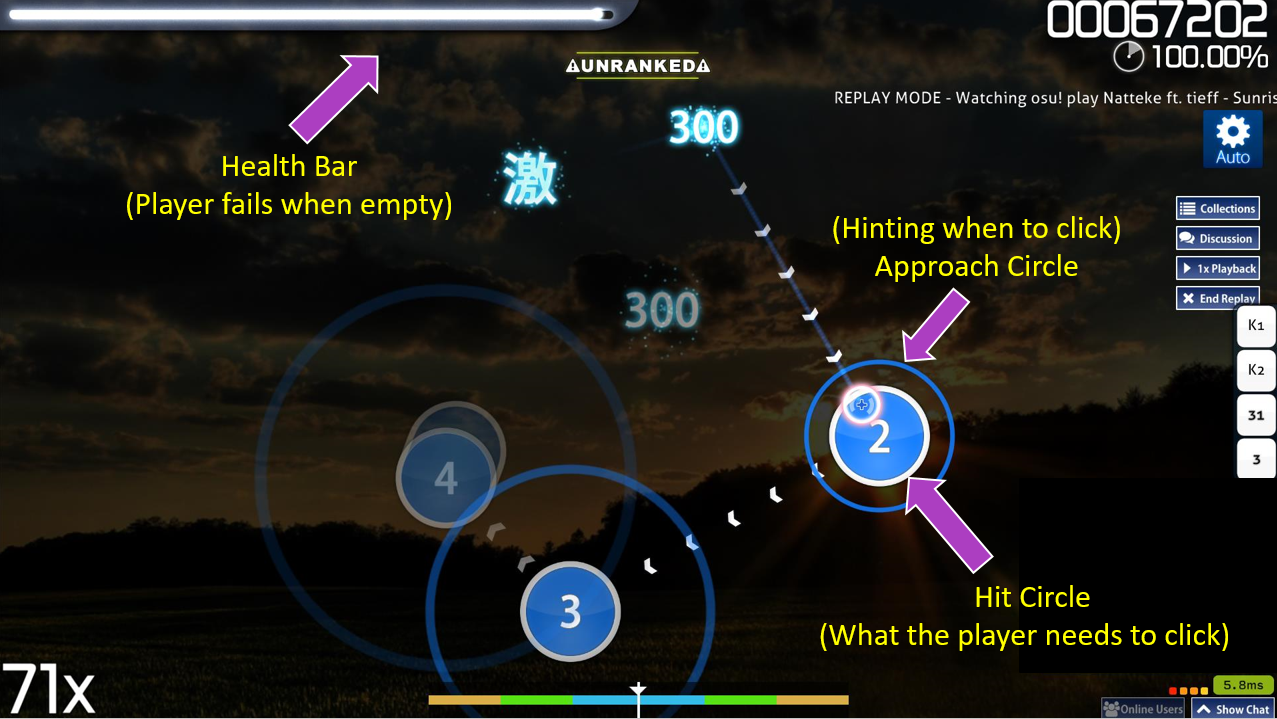 00067202
100.00%
⚠UNRANKED⚠
REPLAY MODE - Watching osu! play Natteke ft. tieff - Sunris
300
激
Auto
Health Bar
(Player fails when empty)
Collections
(Hinting when to click)
Discussion
Approach Circle
1x Playback
End Replay
300
K1
K2
31
2
3
4
3
Hit Circle
(What the player needs to click)
71x
5.8ms
Online Users
Show Chat